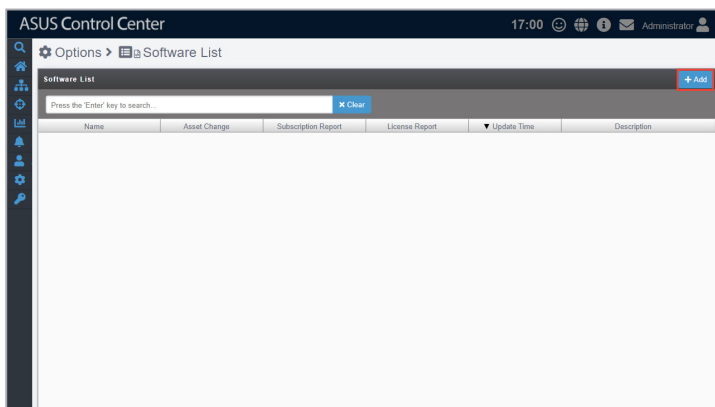 ASUS Control Center 17:00 Administrator
Options > Software List
Software List + Add
Press the 'Enter' key to search... × Clear
Name Asset Change Subscription Report License Report ▼ Update Time Description